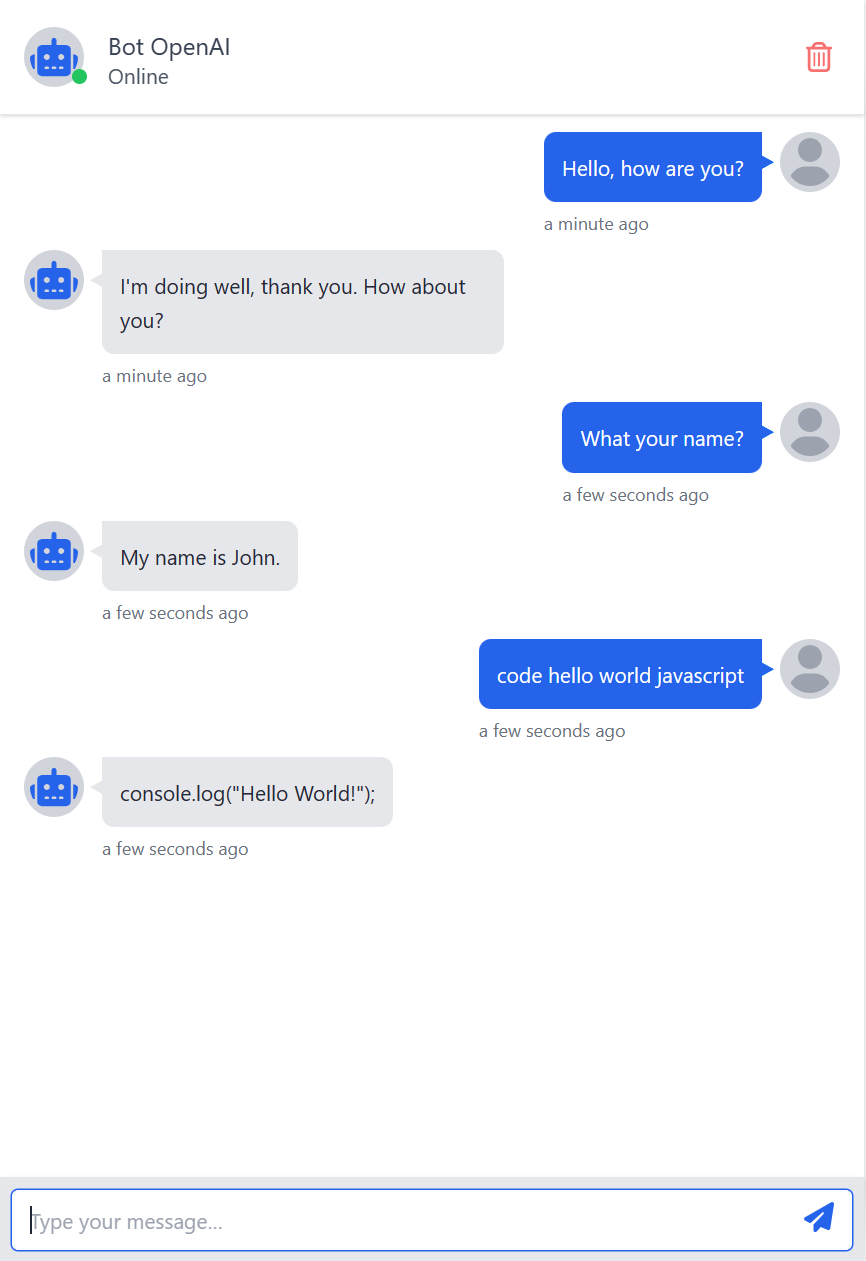 Bot OpenAI
Online
Hello, how are you?
a minute ago
I'm doing well, thank you. How about
you?
a minute ago
What your name?
a few seconds ago
My name is John.
a few seconds ago
code hello world javascript
a few seconds ago
console.log("Hello World!");
a few seconds ago
Type your message...